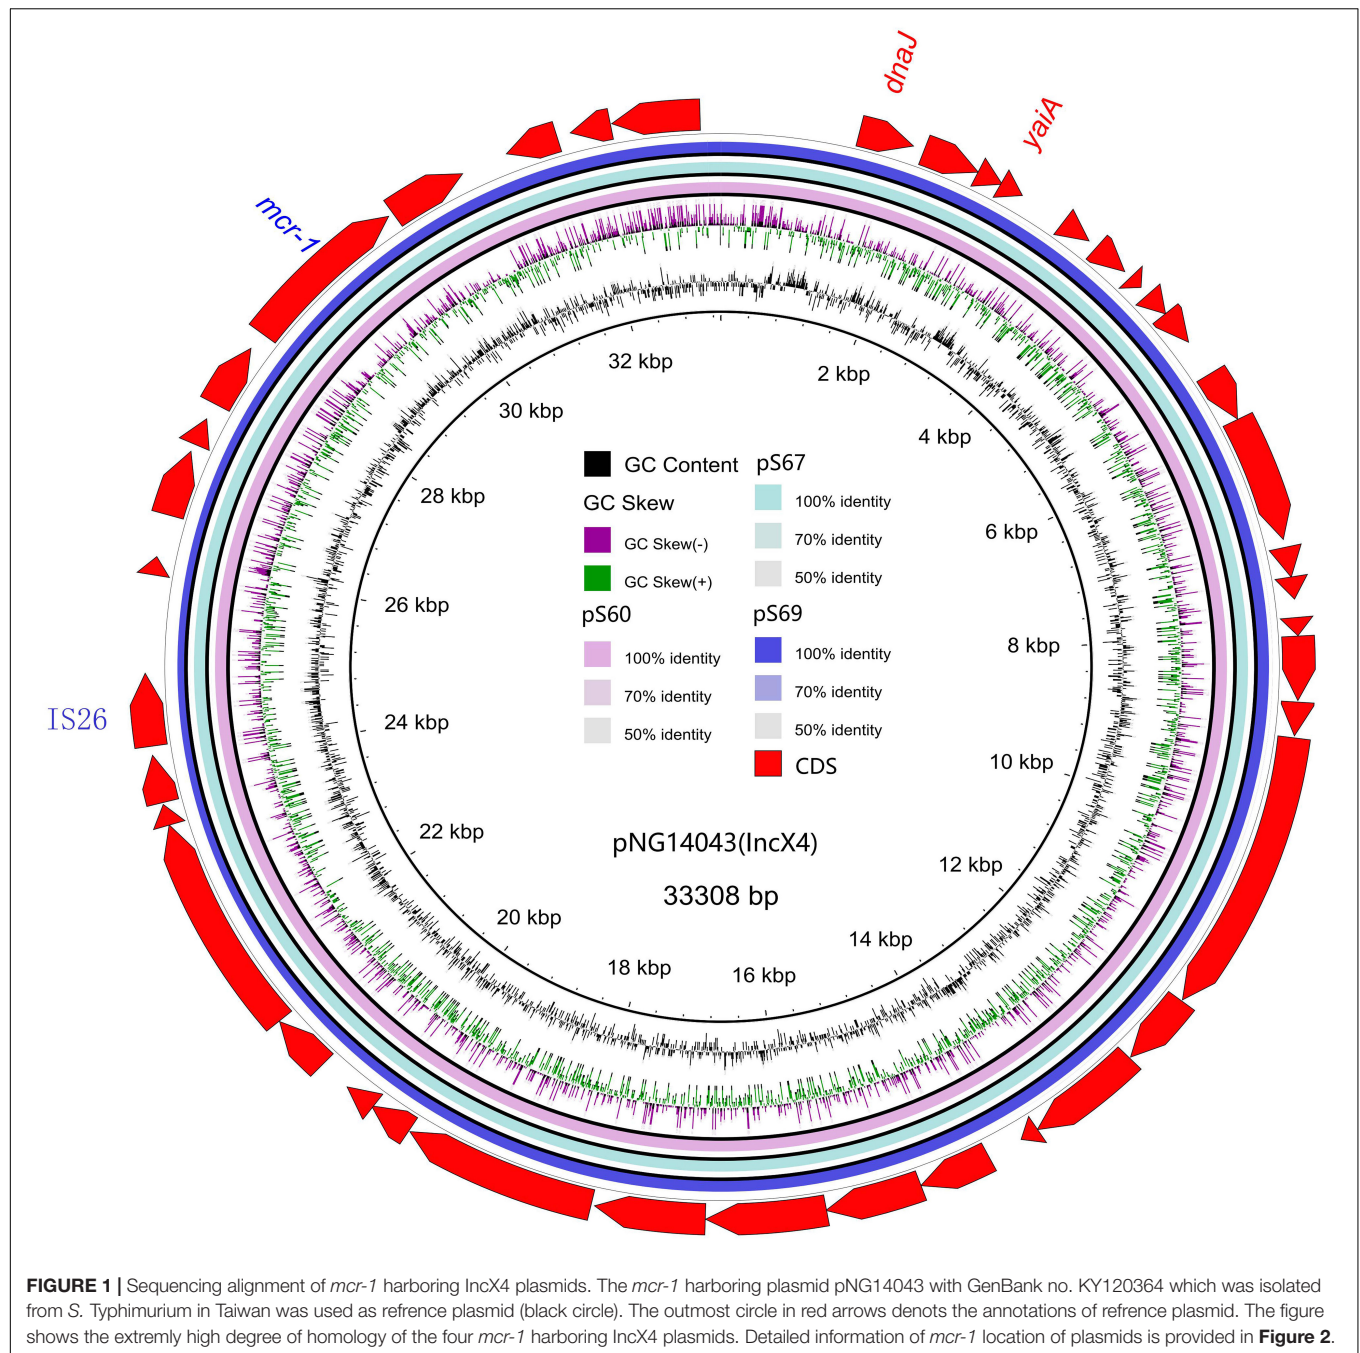 dnaJ
yaiA
mcr-1
IS26
32 kbp
2 kbp
30 kbp
4 kbp
28 kbp
6 kbp
26 kbp
8 kbp
24 kbp
10 kbp
22 kbp
12 kbp
20 kbp
14 kbp
18 kbp
16 kbp
GC Content
GC Skew
GC Skew(-)
GC Skew(+)
pS60
100% identity
70% identity
50% identity
pS67
100% identity
70% identity
50% identity
pS69
100% identity
70% identity
50% identity
CDS
pNG14043(IncX4)
33308 bp
FIGURE 1 | Sequencing alignment of mcr-1 harboring IncX4 plasmids. The mcr-1 harboring plasmid pNG14043 with GenBank no. KY120364 which was isolated
from S. Typhimurium in Taiwan was used as refrence plasmid (black circle). The outmost circle in red arrows denots the annotations of refrence plasmid. The figure
shows the extremly high degree of homology of the four mcr-1 harboring IncX4 plasmids. Detailed information of mcr-1 location of plasmids is provided in Figure 2.